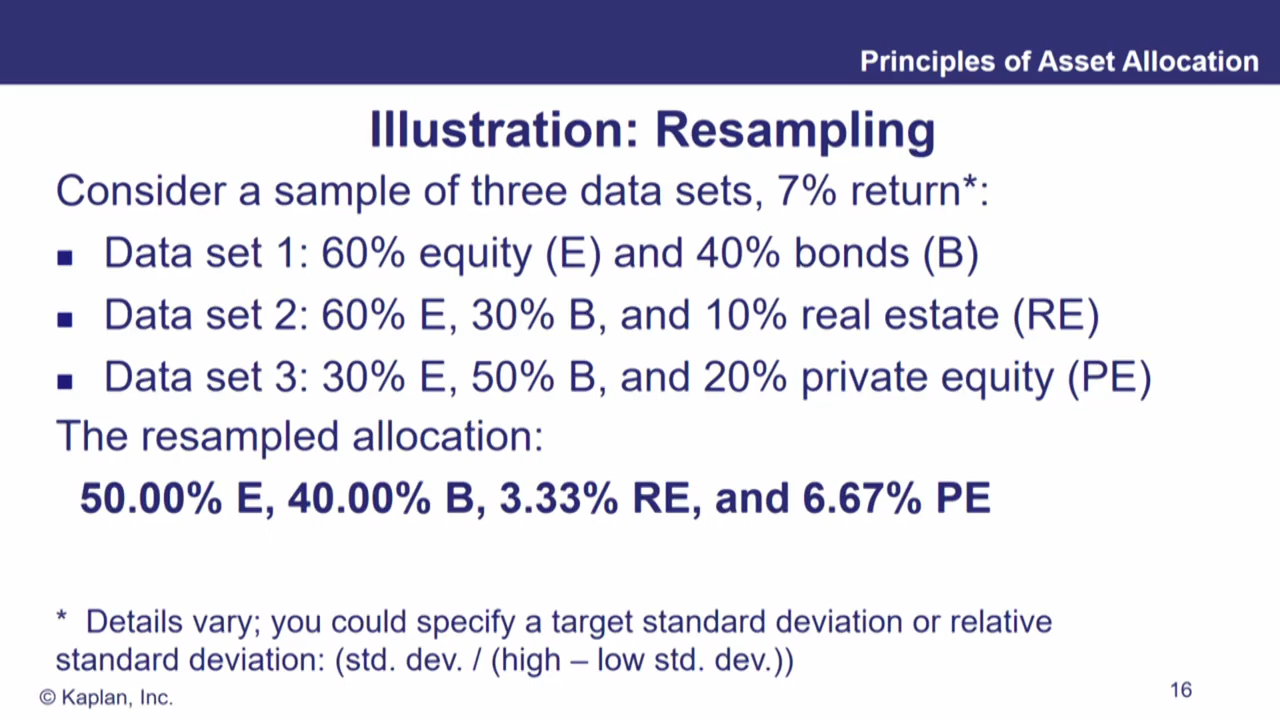 Principles of Asset Allocation
Illustration: Resampling
Consider a sample of three data sets, 7% return*:
■ Data set 1: 60% equity (E) and 40% bonds (B)
■ Data set 2: 60% E, 30% B, and 10% real estate (RE)
■ Data set 3: 30% E, 50% B, and 20% private equity (PE)
The resampled allocation:
50.00% E, 40.00% B, 3.33% RE, and 6.67% PE
* Details vary; you could specify a target standard deviation or relative
standard deviation: (std. dev. / (high – low std. dev.))
© Kaplan, Inc.
16